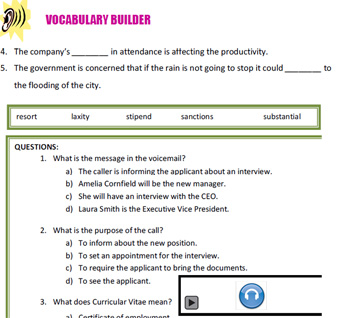 VOCABULARY BUILDER
4. The company's ________ in attendance is affecting the productivity.
5. The government is concerned that if the rain is not going to stop it could ________ to
the flooding of the city.
resort laxity stipend sanctions substantial
QUESTIONS:
1. What is the message in the voicemail?
a) The caller is informing the applicant about an interview.
b) Amelia Cornfield will be the new manager.
c) She will have an interview with the CEO.
d) Laura Smith is the Executive Vice President.
2. What is the purpose of the call?
a) To inform about the new position.
b) To set an appointment for the interview.
c) To require the applicant to bring the documents.
d) To see the applicant.
3. What does Curricular Vitae mean?
a) Certificate of employment